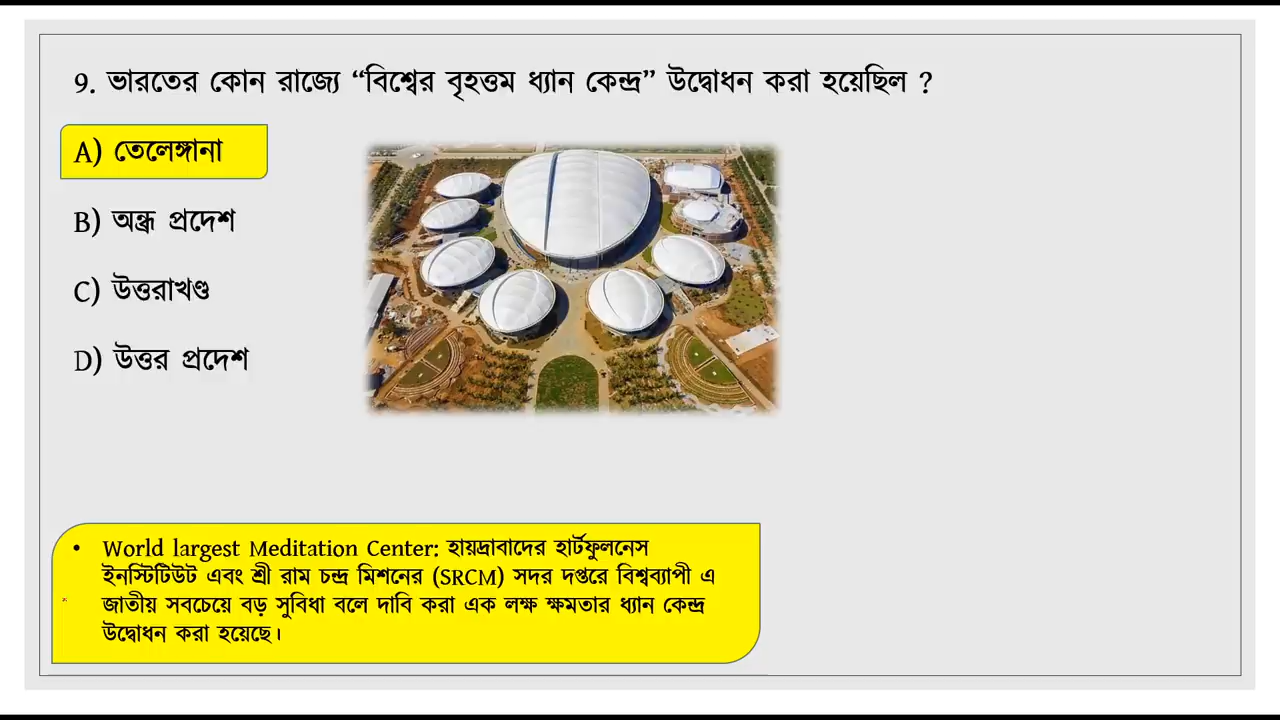 9. ভারতের কোন রাজ্যে “বিশ্বের বৃহত্তম ধ্যান কেন্দ্র” উদ্বোধন করা হয়েছিল ?
A) তেলেঙ্গানা
B) অন্ধ্র প্রদেশ
C) উত্তরাখণ্ড
D) উত্তর প্রদেশ
• World largest Meditation Center: হায়দ্রাবাদের হার্টফুলনেস
ইনস্টিটিউট এবং শ্রী রাম চন্দ্র মিশনের (SRCM) সদর দপ্তরে বিশ্বব্যাপী এ
জাতীয় সবচেয়ে বড় সুবিধা বলে দাবি করা এক লক্ষ ক্ষমতার ধ্যান কেন্দ্র
উদ্বোধন করা হয়েছে।